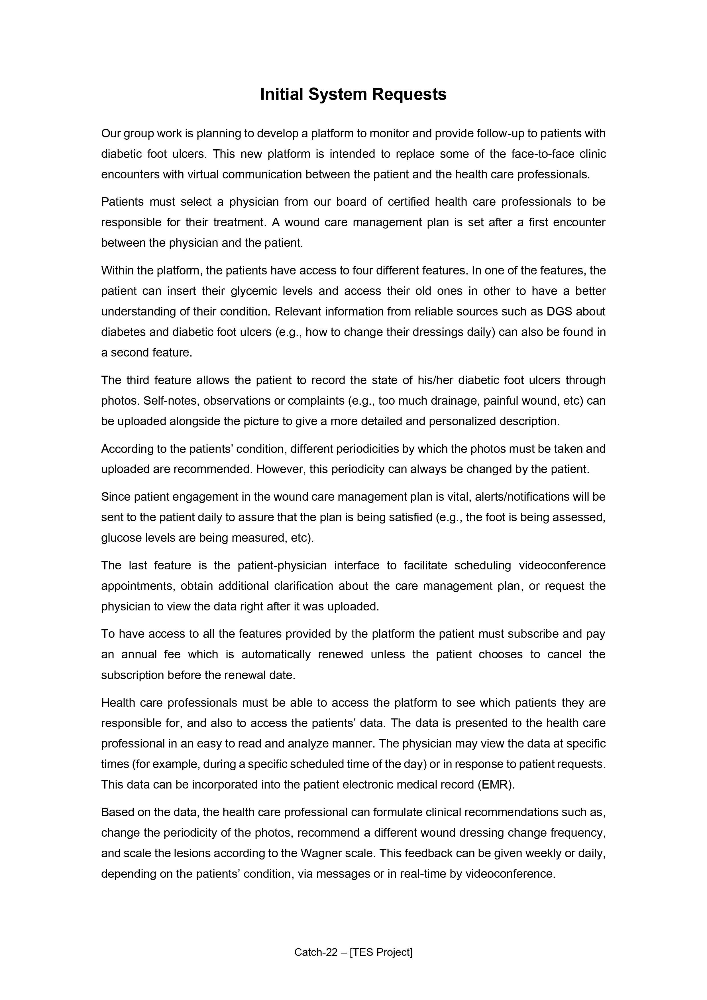 Initial System Requests
Our group work is planning to develop a platform to monitor and provide follow-up to patients with
diabetic foot ulcers. This new platform is intended to replace some of the face-to-face clinic
encounters with virtual communication between the patient and the health care professionals.
Patients must select a physician from our board of certified health care professionals to be
responsible for their treatment. A wound care management plan is set after a first encounter
between the physician and the patient.
Within the platform, the patients have access to four different features. In one of the features, the
patient can insert their glycemic levels and access their old ones in other to have a better
understanding of their condition. Relevant information from reliable sources such as DGS about
diabetes and diabetic foot ulcers (e.g., how to change their dressings daily) can also be found in
a second feature.
The third feature allows the patient to record the state of his/her diabetic foot ulcers through
photos. Self-notes, observations or complaints (e.g., too much drainage, painful wound, etc) can
be uploaded alongside the picture to give a more detailed and personalized description.
According to the patients’ condition, different periodicities by which the photos must be taken and
uploaded are recommended. However, this periodicity can always be changed by the patient.
Since patient engagement in the wound care management plan is vital, alerts/notifications will be
sent to the patient daily to assure that the plan is being satisfied (e.g., the foot is being assessed,
glucose levels are being measured, etc).
The last feature is the patient-physician interface to facilitate scheduling videoconference
appointments, obtain additional clarification about the care management plan, or request the
physician to view the data right after it was uploaded.
To have access to all the features provided by the platform the patient must subscribe and pay
an annual fee which is automatically renewed unless the patient chooses to cancel the
subscription before the renewal date.
Health care professionals must be able to access the platform to see which patients they are
responsible for, and also to access the patients’ data. The data is presented to the health care
professional in an easy to read and analyze manner. The physician may view the data at specific
times (for example, during a specific scheduled time of the day) or in response to patient requests.
This data can be incorporated into the patient electronic medical record (EMR).
Based on the data, the health care professional can formulate clinical recommendations such as,
change the periodicity of the photos, recommend a different wound dressing change frequency,
and scale the lesions according to the Wagner scale. This feedback can be given weekly or daily,
depending on the patients’ condition, via messages or in real-time by videoconference.
Catch-22 – [TES Project]